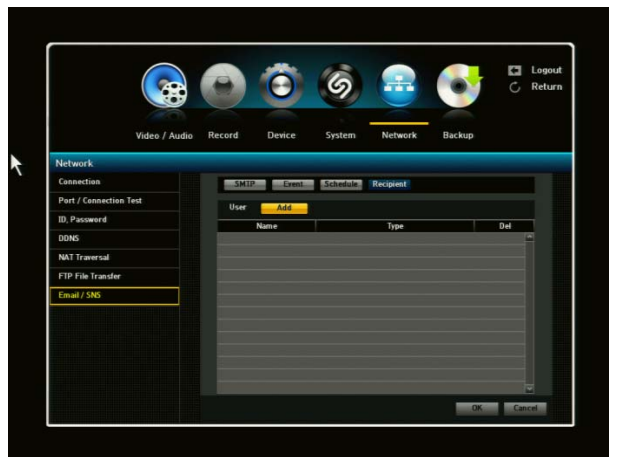 Logout
Return
Video / Audio Record Device System Network Backup
Network
Connection
Port / Connection Test
ID, Password
DDNS
NAT Traversal
FTP File Transfer
Email / SNS
SMTP Event Schedule Recipient
User Add
Name Type Del
OK Cancel